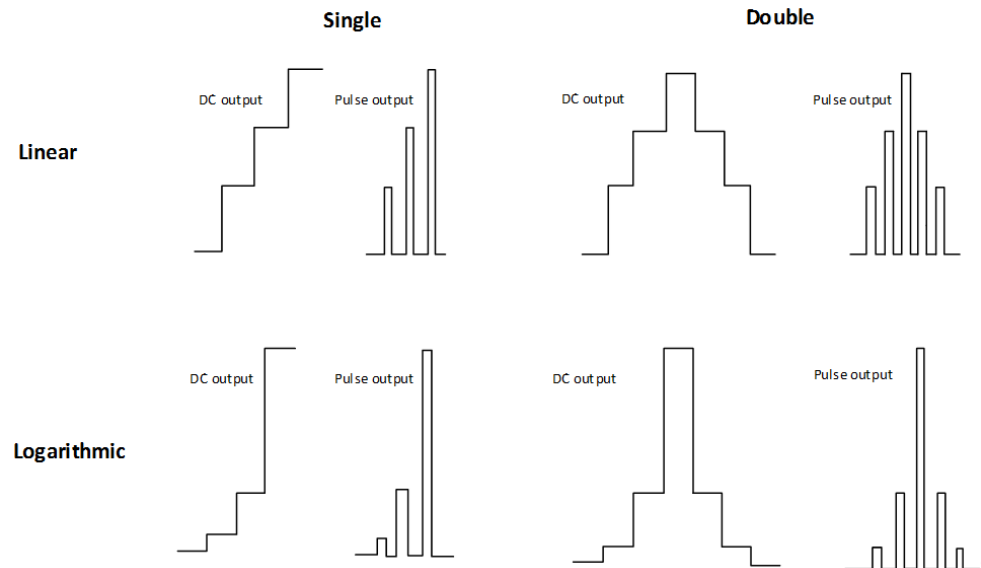 Single
Double
DC output
Pulse output
DC output
Pulse output
Linear
DC output
Pulse output
DC output
Pulse output
Logarithmic